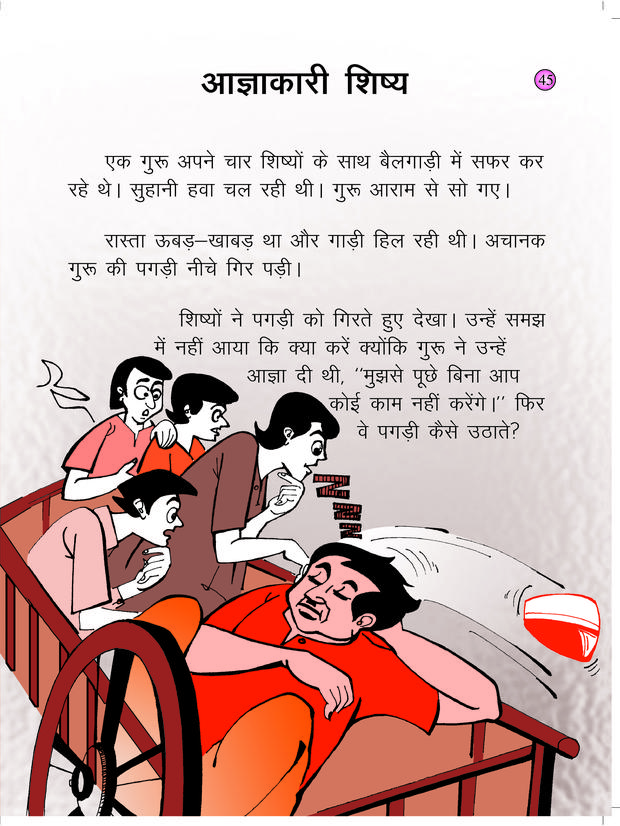 आज्ञाकारी शिष्य
45
एक गुरू अपने चार शिष्यों के साथ बैलगाड़ी में सफर कर
रहे थे। सुहानी हवा चल रही थी। गुरू आराम से सो गए।
रास्ता ऊबड़–खाबड़ था और गाड़ी हिल रही थी। अचानक
गुरू की पगड़ी नीचे गिर पड़ी।
शिष्यों ने पगड़ी को गिरते हुए देखा। उन्हें समझ
में नहीं आया कि क्या करें क्योंकि गुरू ने उन्हें
आज्ञा दी थी, ‘‘मुझसे पूछे बिना आप
कोई काम नहीं करेंगे।’’ फिर
वे पगड़ी कैसे उठाते?